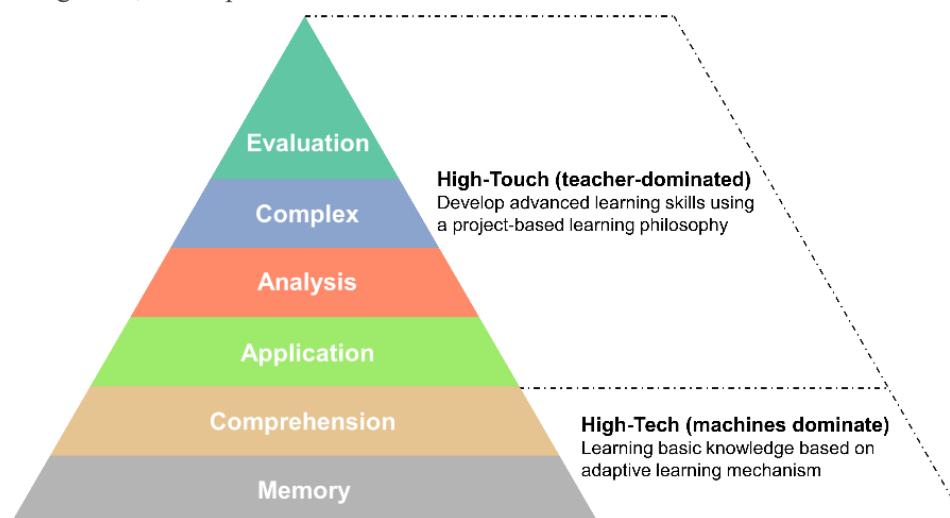 Evaluation
High-Touch (teacher-dominated)
Develop advanced learning skills using
a project-based learning philosophy
Complex
Analysis
Application
Comprehension
High-Tech (machines dominate)
Learning basic knowledge based on
adaptive learning mechanism
Memory